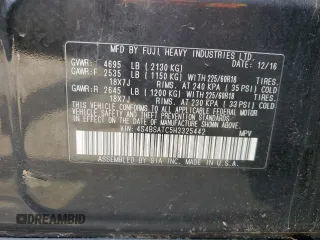 MFD BY FUJI HEAVY INDUSTRIES LTD.
DATE: 12/16
GVWR: 4695 LB (2130 KG)
GAWR:F 2535 LB (1150 KG) WITH 225/60R18 TIRES,
18X7J RIMS, AT 240 KPA (35 PSI) COLD
GAWR:R 2645 LB (1200 KG) WITH 225/60R18 TIRES,
18X7J RIMS, AT 230 KPA (33 PSI) COLD
THIS VEHICLE CONFORMS TO ALL APPLICABLE FEDERAL MOTOR VEHICLE
SAFETY, BUMPER, AND THEFT PREVENTION STANDARDS
IN EFFECT ON THE DATE OF MANUFACTURE SHOWN ABOVE.
VIN: 4S4BSATC5H3325442 MPV
ASSEMBLED BY SIA INC. IN U.S.A.
DREAMBID